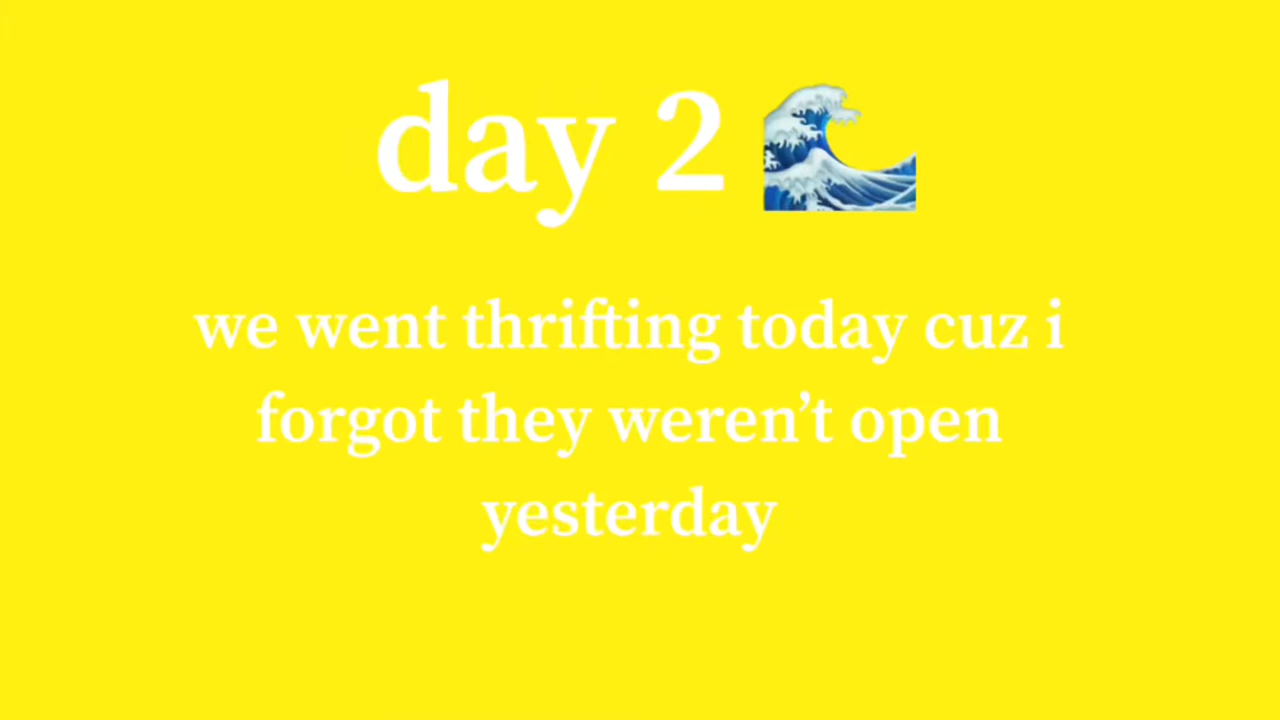 day 2 🌊
we went thrifting today cuz i
forgot they weren’t open
yesterday